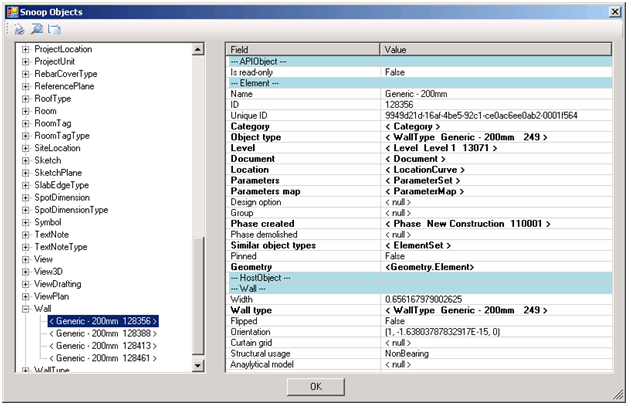 Snoop Objects
ProjectLocation
ProjectUnit
RebarCoverType
ReferencePlane
RoofType
Room
RoomTag
RoomTagType
SiteLocation
Sketch
SketchPlane
SlabEdgeType
SpotDimension
SpotDimensionType
Symbol
TextNote
TextNoteType
View
View3D
ViewDrafting
ViewPlan
Wall
< Generic - 200mm 128356 >
< Generic - 200mm 128388 >
< Generic - 200mm 128413 >
< Generic - 200mm 128461 >
WallType
Field Value
--- APIObject ---
Is read-only False
--- Element ---
Name Generic - 200mm
ID 128356
Unique ID 9949d21d-16af-4be5-92c1-ce0ac6ee0ab2-0001f564
Category < Category >
Object type < WallType Generic - 200mm 249 >
Level < Level Level 1 13071 >
Document < Document >
Location < LocationCurve >
Parameters < ParameterSet >
Parameters map < ParameterMap >
Design option < null >
Group < null >
Phase created < Phase New Construction 110001 >
Phase demolished < null >
Similar object types < ElementSet >
Pinned False
Geometry <Geometry.Element>
--- HostObject ---
--- Wall ---
Width 0.656167979002625
Wall type < WallType Generic - 200mm 249 >
Flipped False
Orientation (1, -1.63803787832917E-15, 0)
Curtain grid < null >
Structural usage NonBearing
Anaylytical model < null >
OK